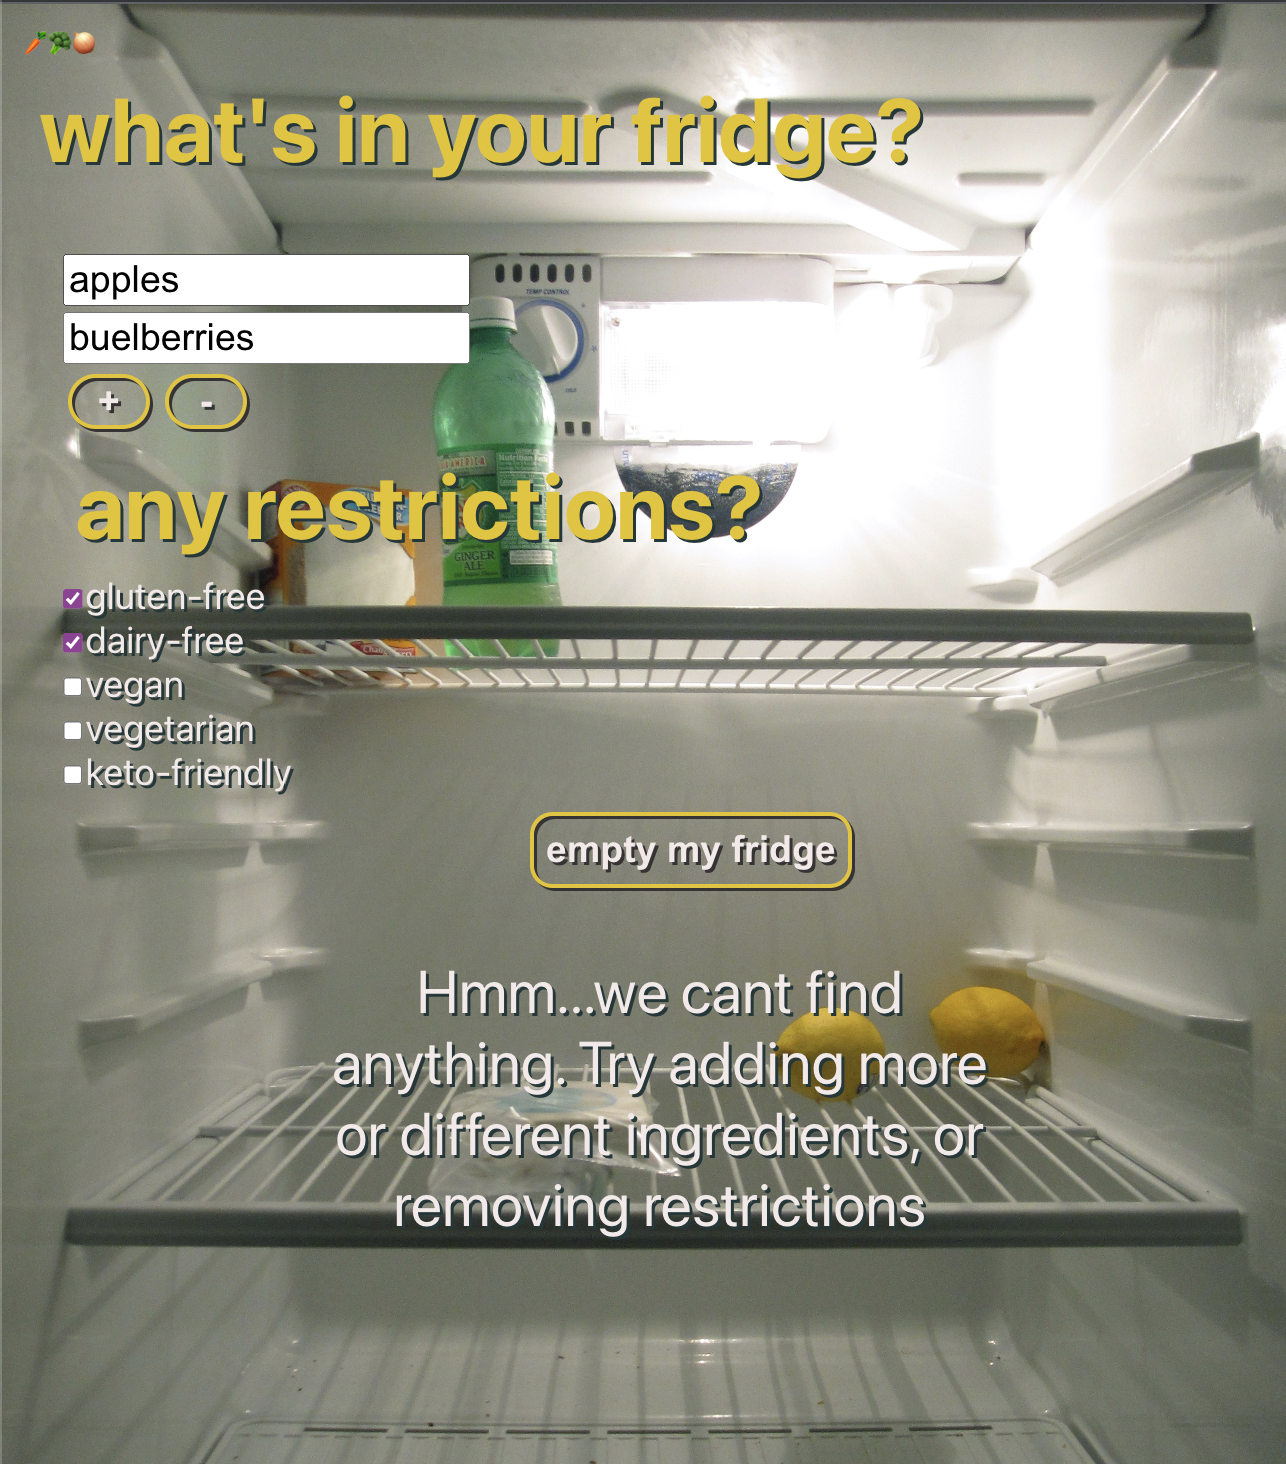 what's in your fridge?
apples
buelberries
+ -
TEMP CONTROL
Nutrition
any restrictions?
GINGER
ALE
gluten-free
dairy-free
vegan
vegetarian
keto-friendly
empty my fridge
Hmm...we cant find
anything. Try adding more
or different ingredients, or
removing restrictions